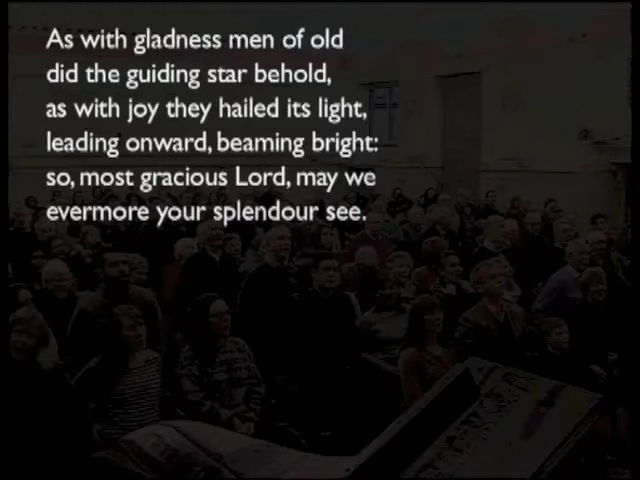 As with gladness men of old
did the guiding star behold,
as with joy they hailed its light,
leading onward, beaming bright:
so, most gracious Lord, may we
evermore your splendour see.